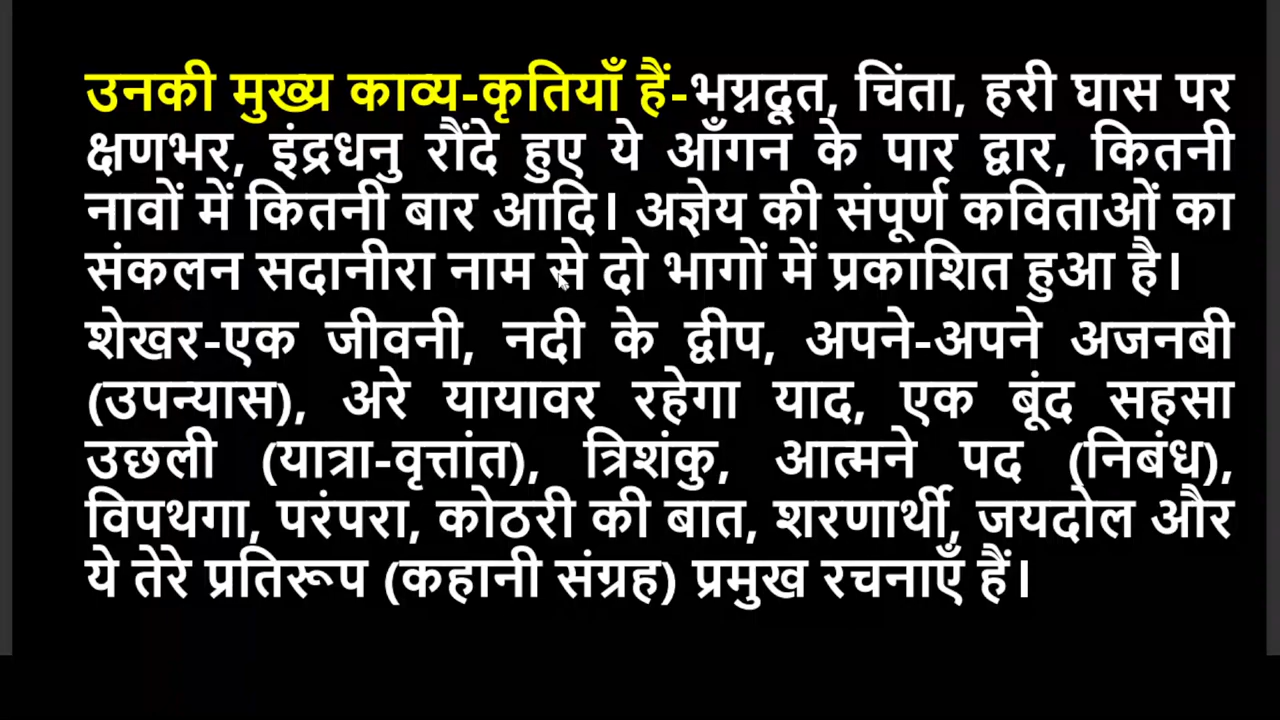 उनकी मुख्य काव्य-कृतियाँ हैं-भग्नदूत, चिंता, हरी घास पर
क्षणभर, इंद्रधनु रौंदे हुए ये आँगन के पार द्वार, कितनी
नावों में कितनी बार आदि। अज्ञेय की संपूर्ण कविताओं का
संकलन सदानीरा नाम से दो भागों में प्रकाशित हुआ है।
शेखर-एक जीवनी, नदी के द्वीप, अपने-अपने अजनबी
(उपन्यास), अरे यायावर रहेगा याद, एक बूंद सहसा
उछली (यात्रा-वृत्तांत), त्रिशंकु, आत्मने पद (निबंध),
विपथगा, परंपरा, कोठरी की बात, शरणार्थी, जयदोल और
ये तेरे प्रतिरूप (कहानी संग्रह) प्रमुख रचनाएँ हैं।